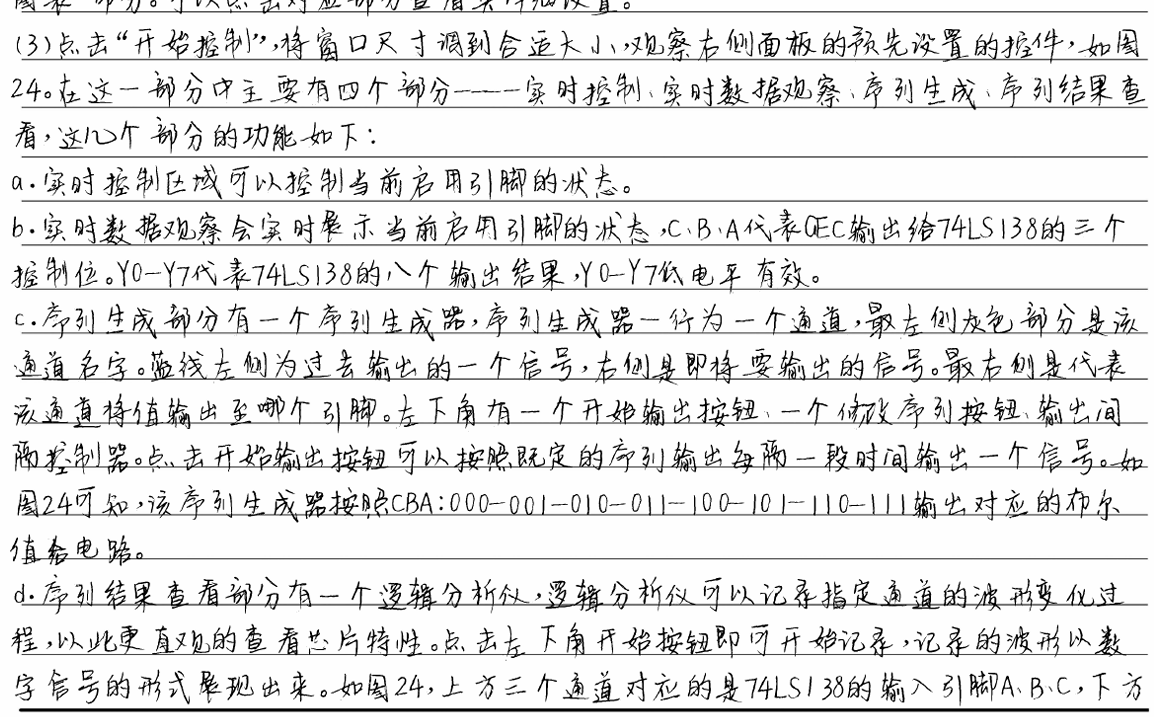 图表”部分。可以点击对应部分查看其详细设置。
(3)点击“开始控制”,将窗口尺寸调到合适大小,观察右侧面板的预先设置的控件,如图
24。在这一部分中主要有四个部分——实时控制、实时数据观察、序列生成、序列结果查
看,这几个部分的功能如下:
a.实时控制区域可以控制当前启用引脚的状态。
b.实时数据观察会实时展示当前启用引脚的状态,C、B、A代表OEC输出给74LS138的三个
控制位。Y0-Y7代表74LS138的八个输出结果,Y0-Y7低电平有效。
c.序列生成部分有一个序列生成器,序列生成器一行为一个通道,最左侧灰色部分是该
通道名字。蓝线左侧为过去输出的一个信号,右侧是即将要输出的信号。最右侧是代表
该通道将值输出至哪个引脚。左下角有一个开始输出按钮、一个修改序列按钮、输出间
隔控制器。点击开始输出按钮可以按照既定的序列输出每隔一段时间输出一个信号。如
图24可知,该序列生成器按照CBA:000-001-010-011-100-101-110-111输出对应的布尔
值给电路。
d.序列结果查看部分有一个逻辑分析仪,逻辑分析仪可以记录指定通道的波形变化过
程,以此更直观的查看芯片特性。点击左下角开始按钮即可开始记录,记录的波形以数
字信号的形式展现出来。如图24,上方三个通道对应的是74LS138的输入引脚A、B、C,下方